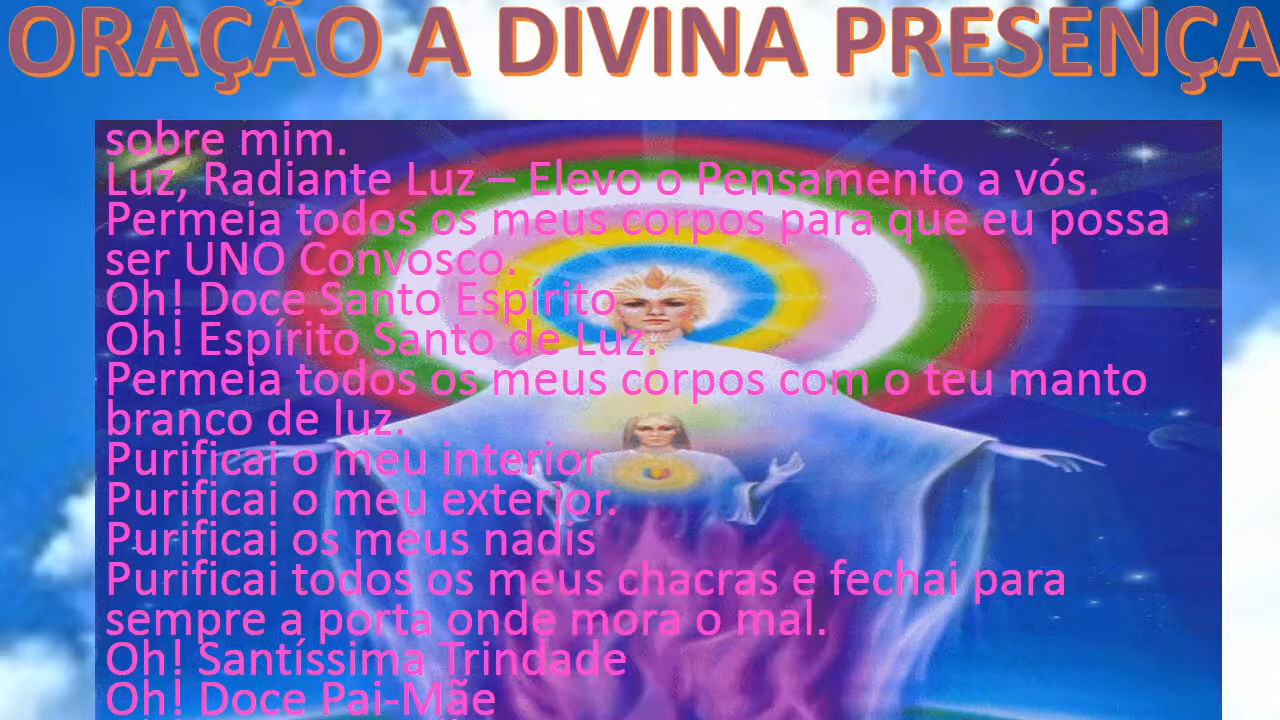 ORAÇÃO A DIVINA PRESENÇA
sobre mim.
Luz, Radiante Luz – Elevo o Pensamento a vós.
Permeia todos os meus corpos para que eu possa
ser UNO Convosco.
Oh! Doce Santo Espírito
Oh! Espírito Santo de Luz.
Permeia todos os meus corpos com o teu manto
branco de luz.
Purificai o meu interior
Purificai o meu exterior.
Purificai os meus nadis
Purificai todos os meus chacras e fechai para
sempre a porta onde mora o mal.
Oh! Santíssima Trindade
Oh! Doce Pai-Mãe